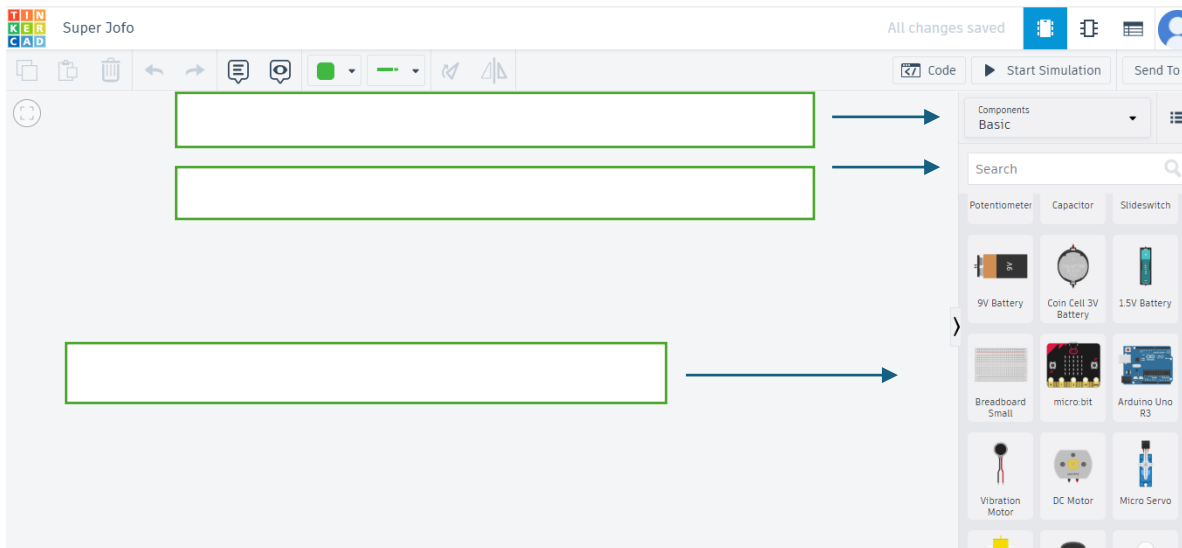 TIN
KER
CAD
Super Jofo
All changes saved
Code
Start Simulation
Send To
Components
Basic
Search
Potentiometer
Capacitor
Slideswitch
9V
9V Battery
Coin Cell 3V
Battery
1.5V Battery
Breadboard
Small
micro:bit
Arduino Uno
R3
Vibration
Motor
DC Motor
Micro Servo